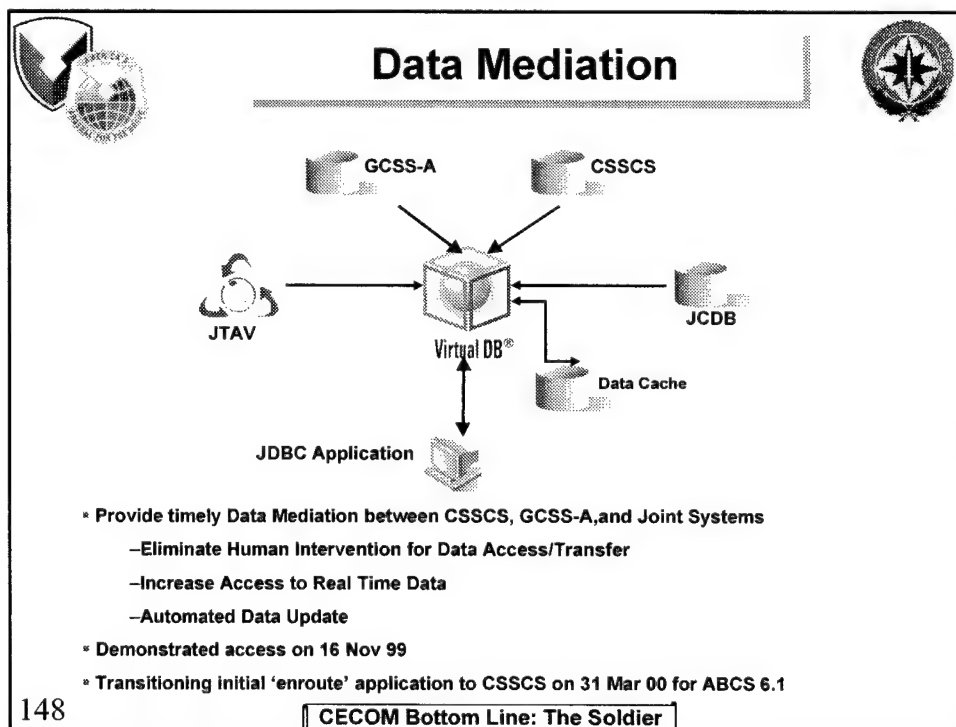 Data Mediation
GCSS-A
CSSCS
JTAV
JCDB
Virtual DB®
Data Cache
JDBC Application
* Provide timely Data Mediation between CSSCS, GCSS-A,and Joint Systems
–Eliminate Human Intervention for Data Access/Transfer
–Increase Access to Real Time Data
–Automated Data Update
* Demonstrated access on 16 Nov 99
* Transitioning initial 'enroute' application to CSSCS on 31 Mar 00 for ABCS 6.1
148
CECOM Bottom Line: The Soldier